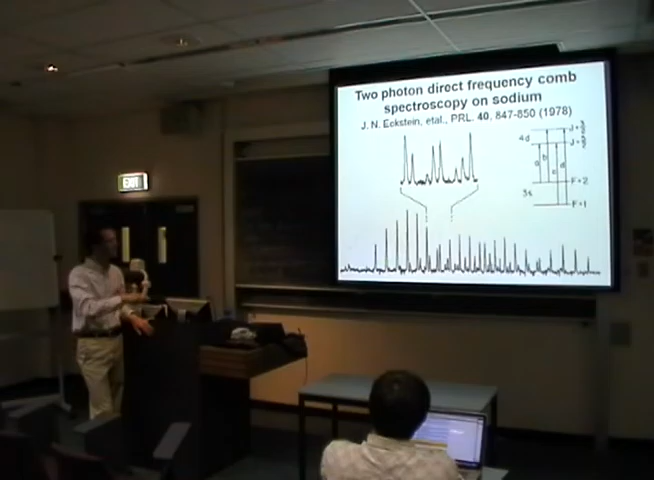 Two photon direct frequency comb
spectroscopy on sodium
J. N. Eckstein, etal., PRL. 40, 847-850 (1978)
4d
a
b
c
d
3s
F=2
F=1
EXIT